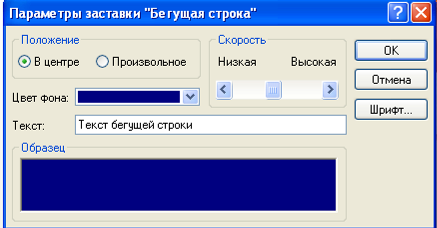 Параметры заставки "Бегущая строка"
Положение
В центре Произвольное
Скорость
Низкая Высокая
Цвет фона:
Текст: Текст бегущей строки
Образец
OK
Отмена
Шрифт...